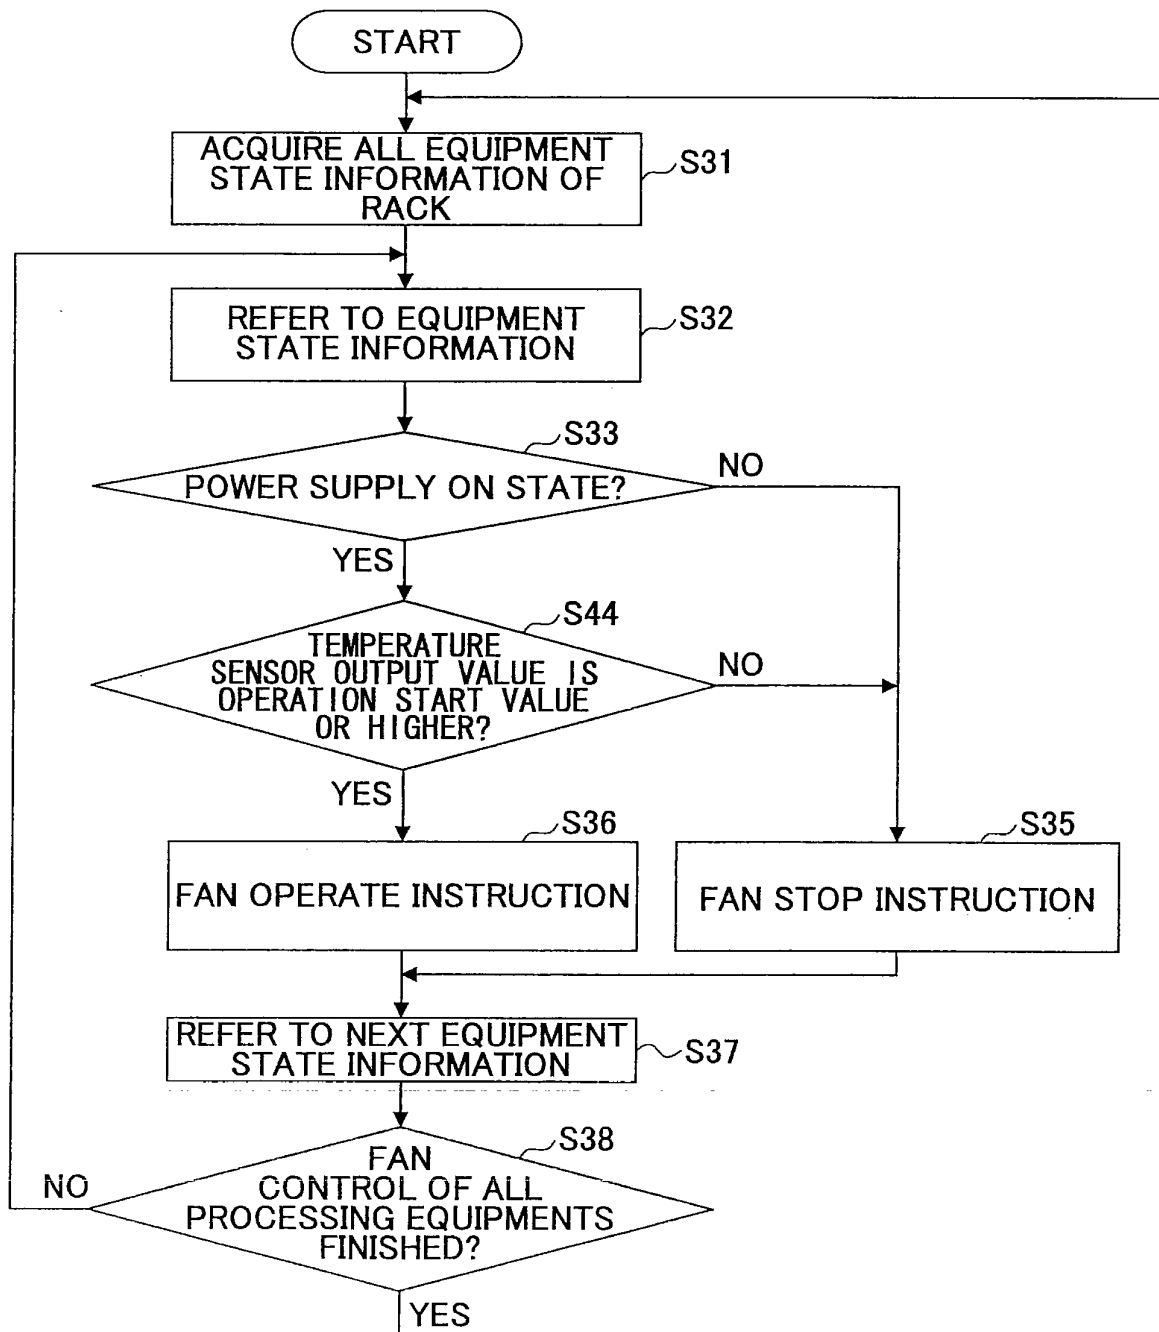 START
ACQUIRE ALL EQUIPMENT
STATE INFORMATION OF
RACK
S31
REFER TO EQUIPMENT
STATE INFORMATION
S32
S33
POWER SUPPLY ON STATE?
NO
YES
S44
TEMPERATURE
SENSOR OUTPUT VALUE IS
OPERATION START VALUE
OR HIGHER?
NO
YES
S36
FAN OPERATE INSTRUCTION
S35
FAN STOP INSTRUCTION
REFER TO NEXT EQUIPMENT
STATE INFORMATION
S37
S38
FAN
CONTROL OF ALL
PROCESSING EQUIPMENTS
FINISHED?
NO
YES